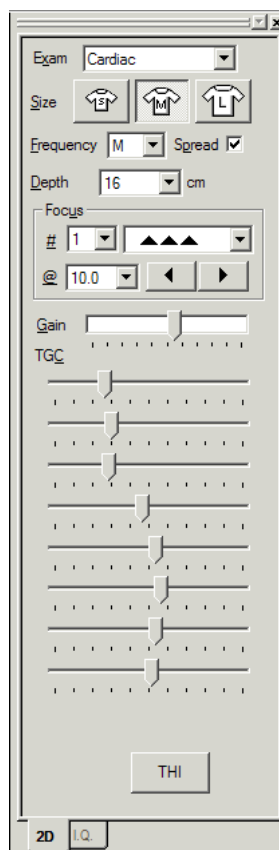 Exam Cardiac
Size S M L
Frequency M Spread
Depth 16 cm
Focus
# 1
@ 10.0
Gain
TGC
THI
2D I.Q.